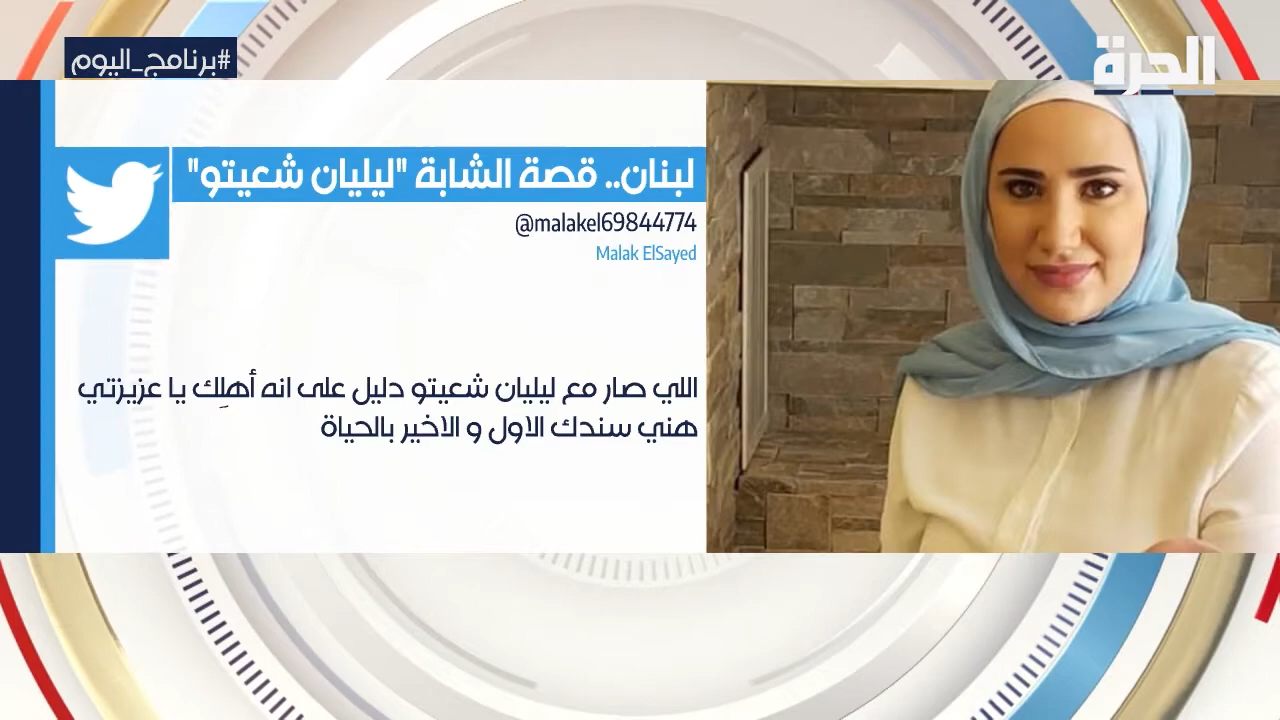 #برنامج_اليوم
الحرة
لبنان.. قصة الشابة "ليليان شعيتو"
@malakel69844774
Malak ElSayed
اللي صار مع ليليان شعيتو دليل على انه أهلِك يا عزيزتي
هني سندك الاول و الاخير بالحياة